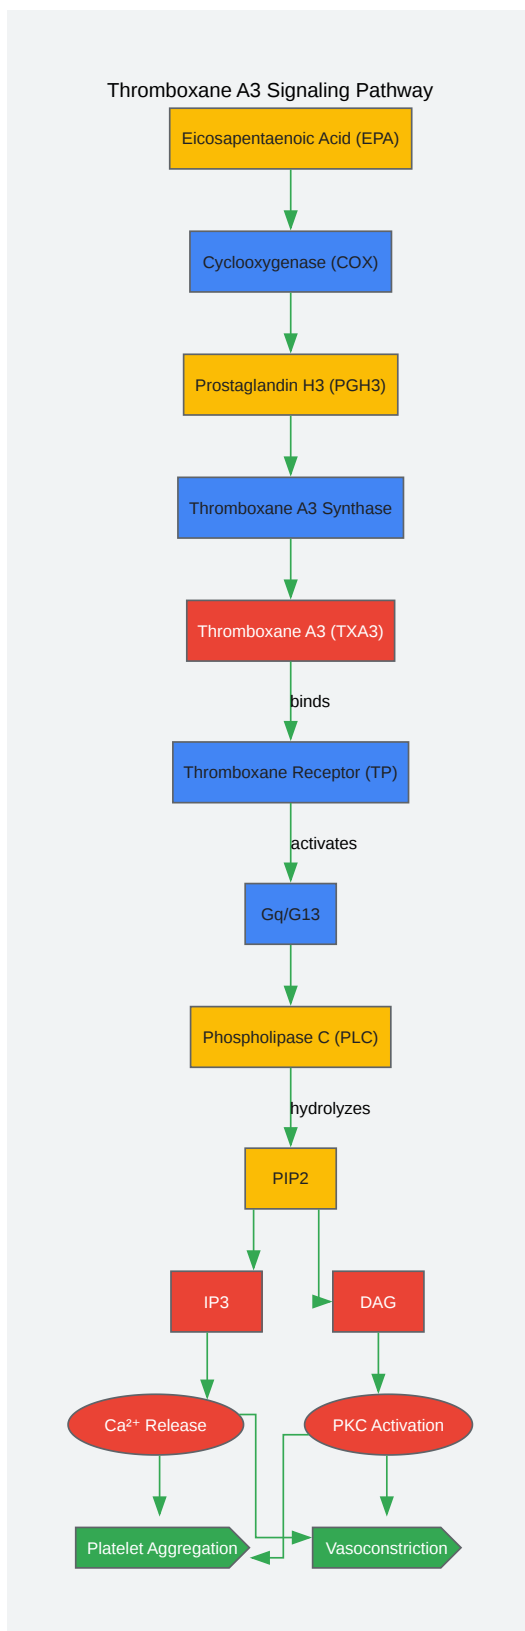 Thromboxane A3 Signaling Pathway
Eicosapentaenoic Acid (EPA)
Cyclooxygenase (COX)
Prostaglandin H3 (PGH3)
Thromboxane A3 Synthase
Thromboxane A3 (TXA3)
binds
Thromboxane Receptor (TP)
activates
Gq/G13
Phospholipase C (PLC)
hydrolyzes
PIP2
IP3
DAG
Ca²⁺ Release
PKC Activation
Platelet Aggregation
Vasoconstriction